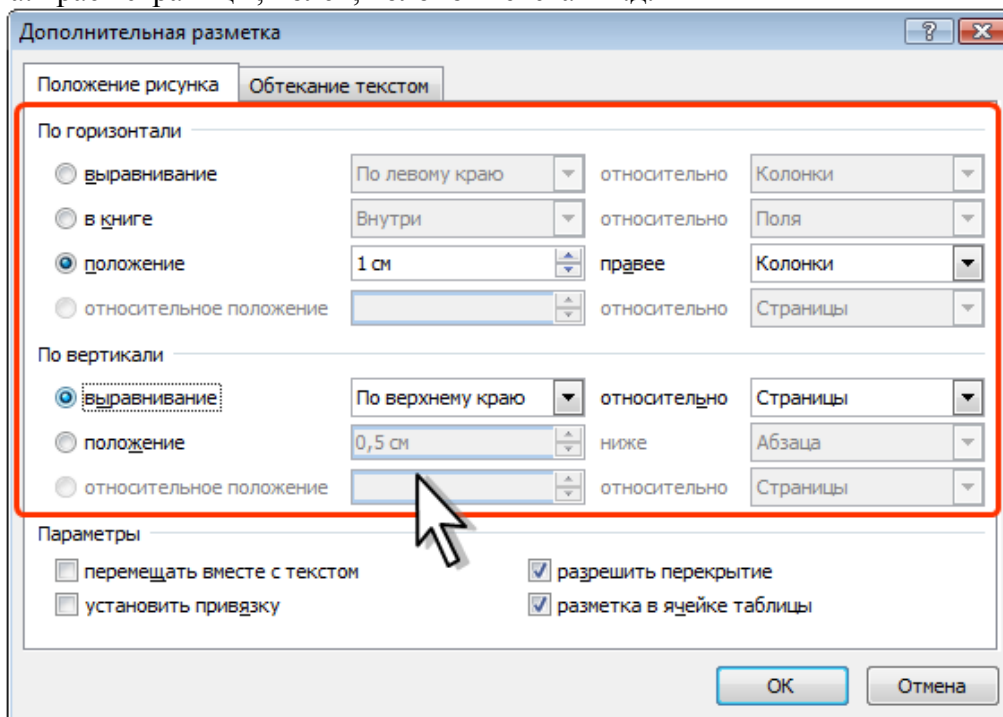 Дополнительная разметка
Положение рисунка Обтекание текстом
По горизонтали
выравнивание По левому краю относительно Колонки
в книге Внутри относительно Поля
положение 1 см правее Колонки
относительное положение относительно Страницы
По вертикали
выравнивание По верхнему краю относительно Страницы
положение 0,5 см ниже Абзаца
относительное положение относительно Страницы
Параметры
перемещать вместе с текстом разрешить перекрытие
установить привязку разметка в ячейке таблицы
ОК Отмена